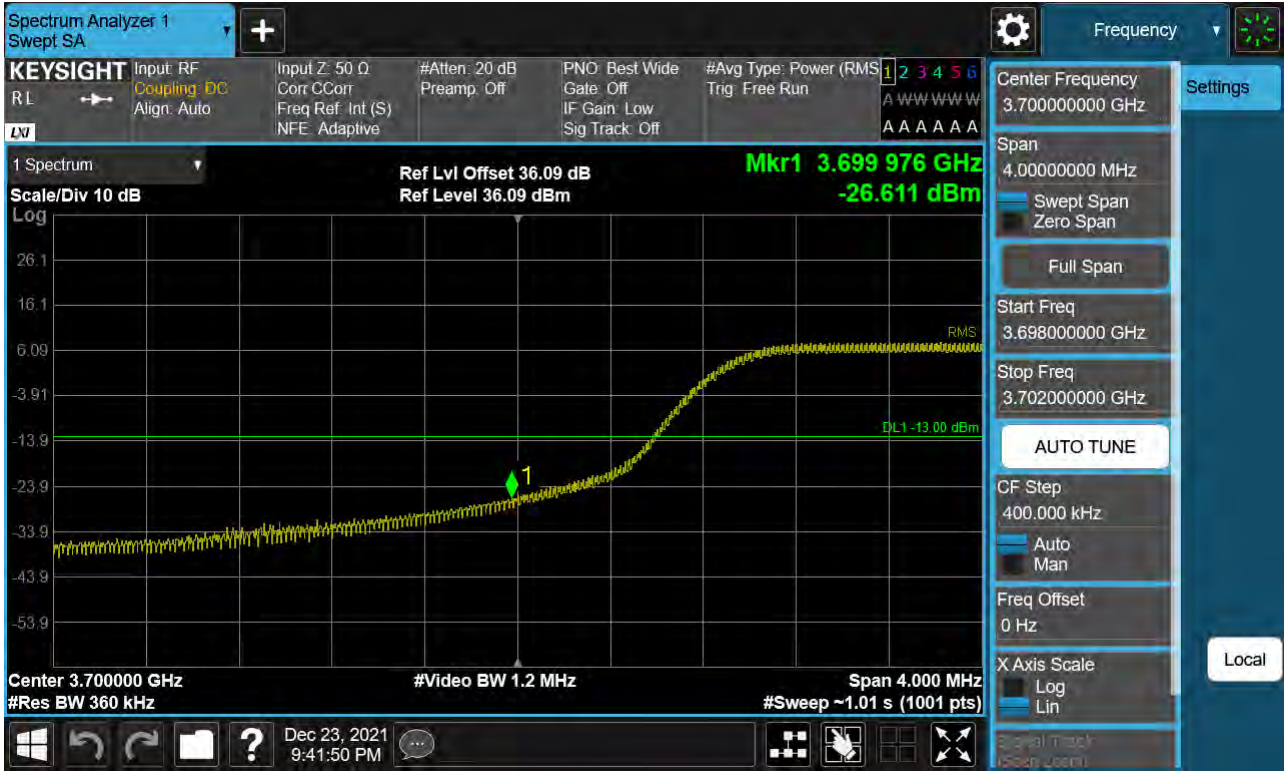 Spectrum Analyzer 1
Swept SA
+
Frequency
KEYSIGHT
R L
LXI
Input: RF
Coupling: DC
Align: Auto
Input Z: 50 Ω
Corr CCorr
Freq Ref: Int (S)
NFE: Adaptive
#Atten: 20 dB
Preamp: Off
PNO: Best Wide
Gate: Off
IF Gain: Low
Sig Track: Off
#Avg Type: Power (RMS
Trig: Free Run
1 2 3 4 5 6
A W W W W W
A A A A A A
1 Spectrum
Scale/Div 10 dB
Log
Ref Lvl Offset 36.09 dB
Ref Level 36.09 dBm
Mkr1 3.699 976 GHz
-26.611 dBm
26.1
16.1
6.09
-3.91
-13.9
-23.9
-33.9
-43.9
-53.9
RMS
DL1 -13.00 dBm
1
Center 3.700000 GHz
#Res BW 360 kHz
#Video BW 1.2 MHz
Span 4.000 MHz
#Sweep ~1.01 s (1001 pts)
Center Frequency
3.700000000 GHz
Span
4.00000000 MHz
Swept Span
Zero Span
Full Span
Start Freq
3.698000000 GHz
Stop Freq
3.702000000 GHz
AUTO TUNE
CF Step
400.000 kHz
Auto
Man
Freq Offset
0 Hz
X Axis Scale
Log
Lin
Signal Track
(Span Zoom)
Settings
Local
?
Dec 23, 2021
9:41:50 PM